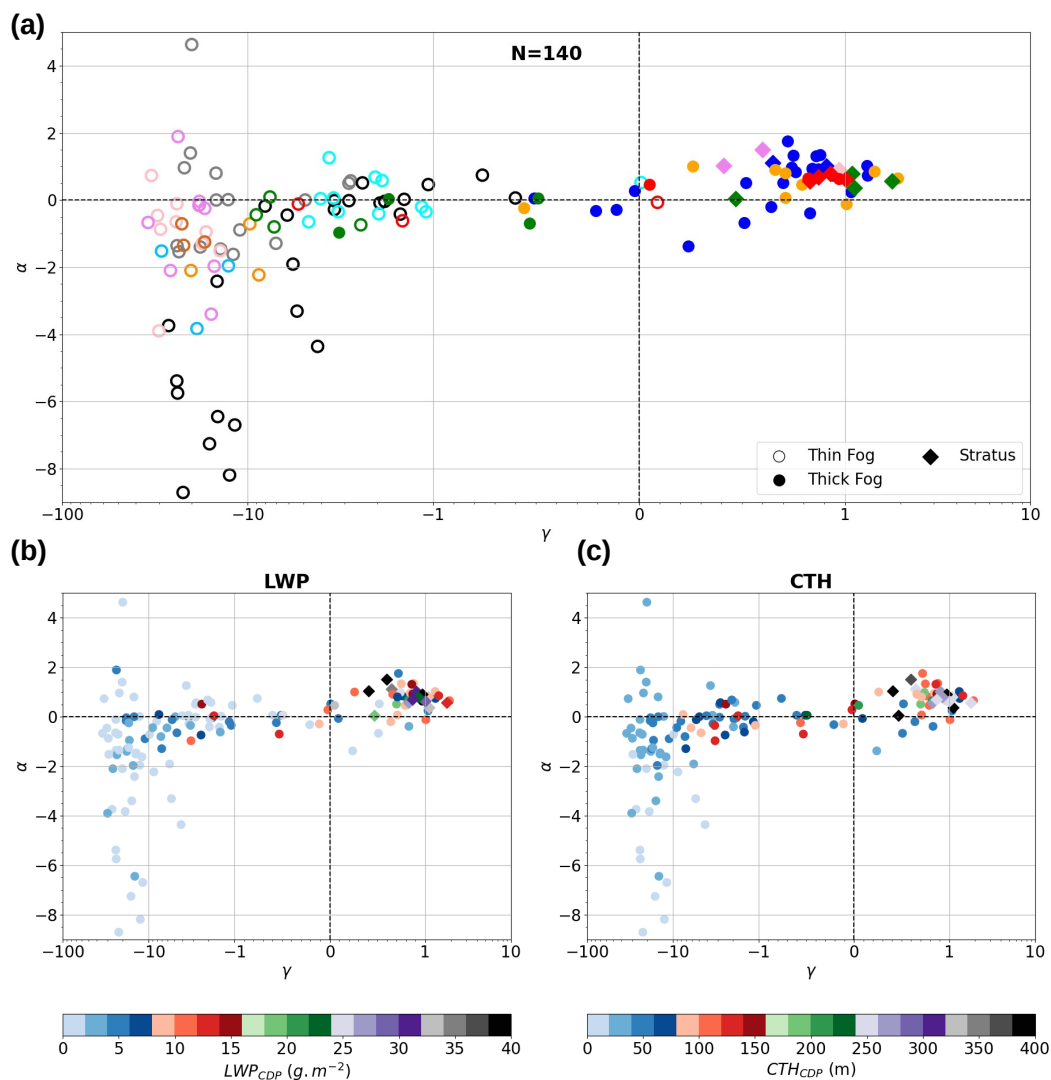 (a)
N=140
4
2
0
−2
−4
−6
−8
α
Thin Fog
Thick Fog
Stratus
−100
−10
−1
0
1
10
γ
(b)
(c)
LWP
CTH
4
2
0
−2
−4
−6
−8
α
−100
−10
−1
0
1
10
γ
4
2
0
−2
−4
−6
−8
α
−100
−10
−1
0
1
10
γ
0 5 10 15 20 25 30 35 40
LWP_CDP (g.m⁻²)
0 50 100 150 200 250 300 350 400
CTH_CDP (m)